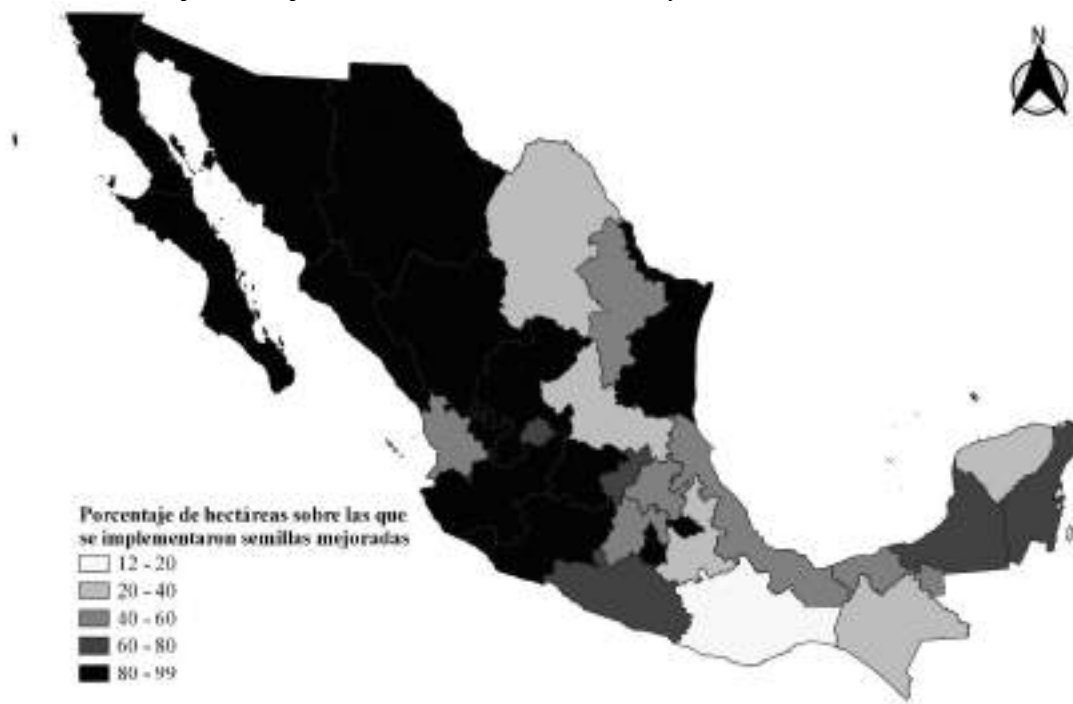 N
Porcentaje de hectáreas sobre las que
se implementaron semillas mejoradas
12 - 20
20 - 40
40 - 60
60 - 80
80 - 99